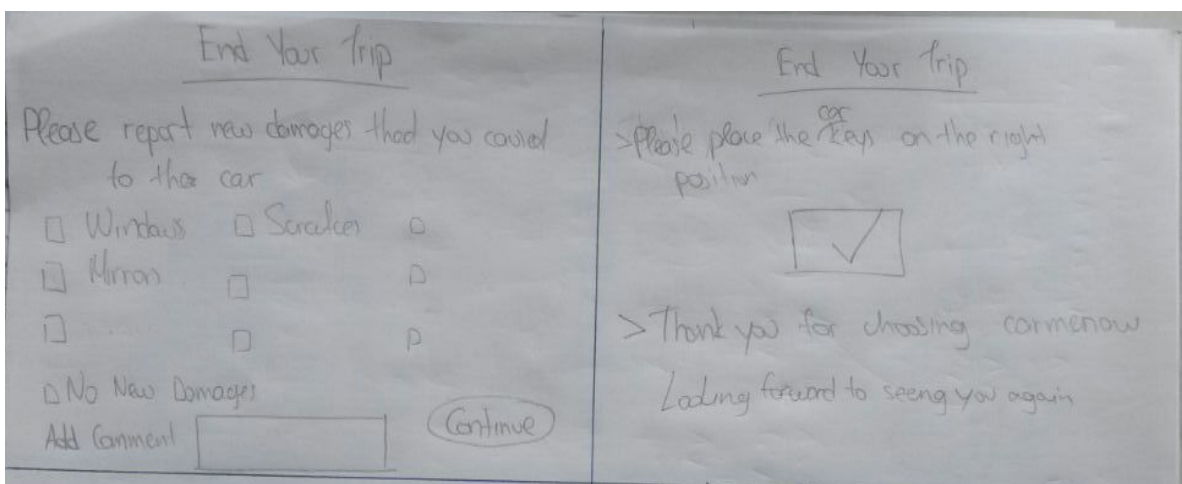 End Your Trip
Please report new damages that you caused
to the car
Windows
Mirrors
No New Damages
Add Comment
Continue
End Your Trip
> Please place the car keys on the right
position
> Thank you for choosing carmenow
Looking forward to seeng you again